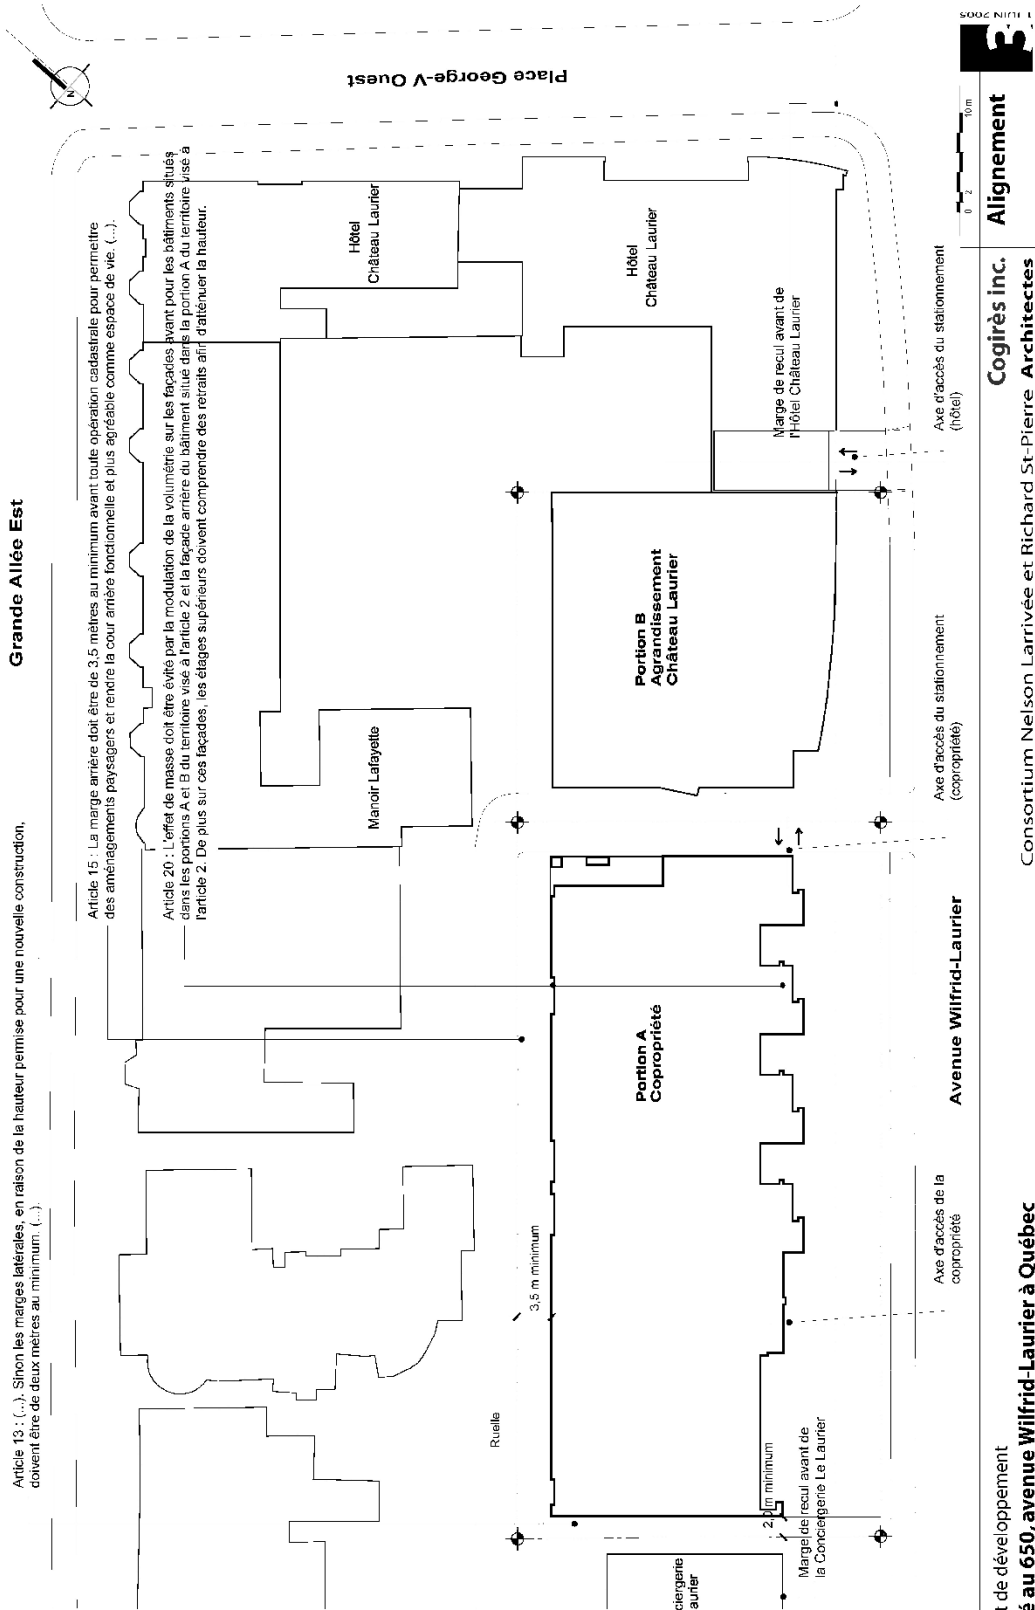 Grande Allée Est
Place George-V Ouest
N
Article 13 : (...). Sinon les marges latérales, en raison de la hauteur permise pour une nouvelle construction,
doivent être de deux mètres au minimum. (...).
Article 15 : La marge arrière doit être de 3,5 mètres au minimum avant toute opération cadastrale pour permettre
des aménagements paysagers et rendre la cour arrière fonctionnelle et plus agréable comme espace de vie. (...).
Article 20 : L'effet de masse doit être évité par la modulation de la volumétrie sur les façades avant pour les bâtiments situés
dans les portions A et B du territoire visé à l'article 2 et la façade arrière du bâtiment situé dans la portion A du territoire visé à
l'article 2. De plus sur ces façades, les étages supérieurs doivent comprendre des retraits afin d'atténuer la hauteur.
Hôtel
Château Laurier
Manoir Lafayette
Hôtel
Château Laurier
Ruelle
3,5 m minimum
Portion A
Copropriété
Portion B
Agrandissement
Château Laurier
Marge de recul avant de
l'Hôtel Château Laurier
ciergerie
aurier
2,0 m minimum
Marge de recul avant de
la Conciergerie Le Laurier
Axe d'accès de la
copropriété
Avenue Wilfrid-Laurier
Axe d'accès du stationnement
(copropriété)
Axe d'accès du stationnement
(hôtel)
0 2 10m
t de développement
é au 650, avenue Wilfrid-Laurier à Québec
Cogirès inc.
Consortium Nelson Larrivée et Richard St-Pierre Architectes
Alignement
3
1 JUIN 2005